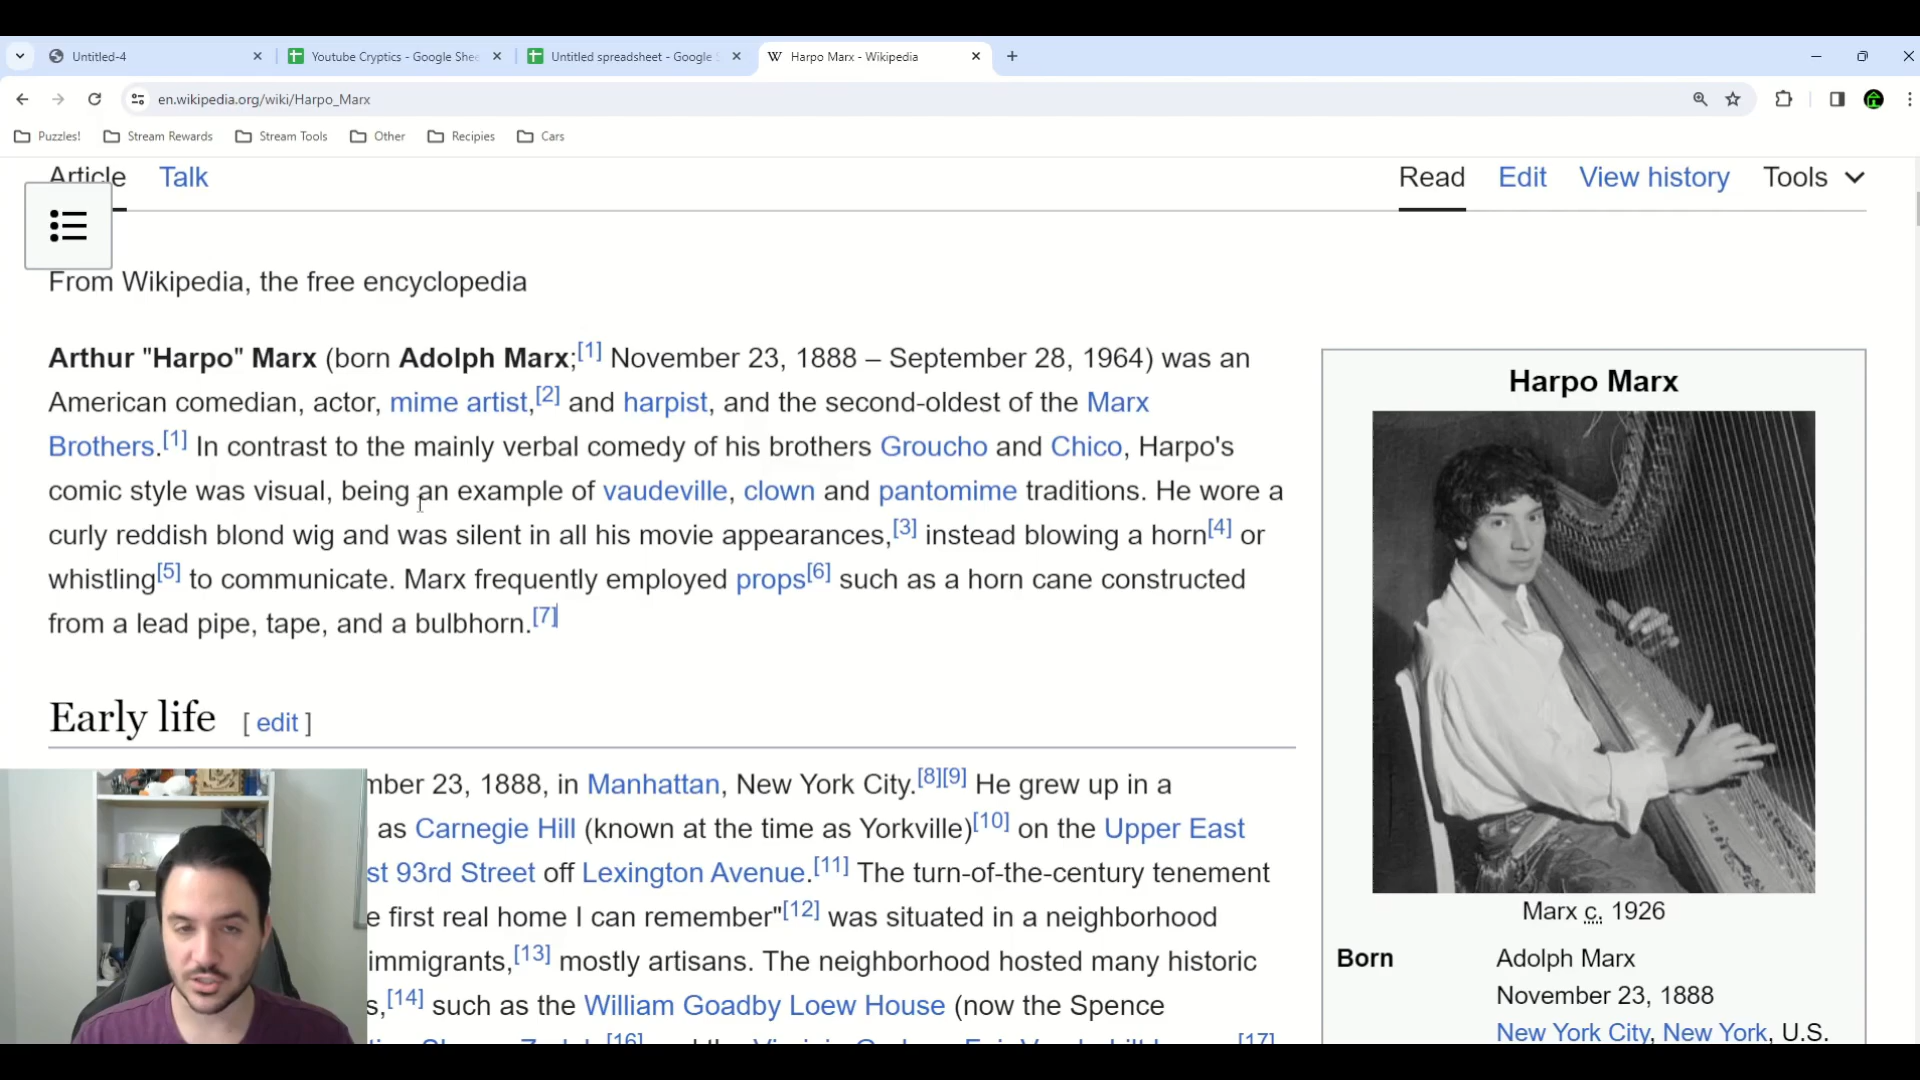 Untitled-4
Youtube Cryptics - Google Shee
Untitled spreadsheet - Google S
Harpo Marx - Wikipedia
en.wikipedia.org/wiki/Harpo_Marx
Puzzles!
Stream Rewards
Stream Tools
Other
Recipies
Cars
Article
Talk
Read
Edit
View history
Tools
From Wikipedia, the free encyclopedia
Arthur "Harpo" Marx (born Adolph Marx;[1] November 23, 1888 – September 28, 1964) was an
American comedian, actor, mime artist,[2] and harpist, and the second-oldest of the Marx
Brothers.[1] In contrast to the mainly verbal comedy of his brothers Groucho and Chico, Harpo's
comic style was visual, being an example of vaudeville, clown and pantomime traditions. He wore a
curly reddish blond wig and was silent in all his movie appearances,[3] instead blowing a horn[4] or
whistling[5] to communicate. Marx frequently employed props[6] such as a horn cane constructed
from a lead pipe, tape, and a bulbhorn.[7]
Early life [ edit ]
mber 23, 1888, in Manhattan, New York City.[8][9] He grew up in a
as Carnegie Hill (known at the time as Yorkville)[10] on the Upper East
st 93rd Street off Lexington Avenue.[11] The turn-of-the-century tenement
e first real home I can remember"[12] was situated in a neighborhood
immigrants,[13] mostly artisans. The neighborhood hosted many historic
s,[14] such as the William Goadby Loew House (now the Spence
Harpo Marx
Marx c. 1926
Born
Adolph Marx
November 23, 1888
New York City, New York, U.S.